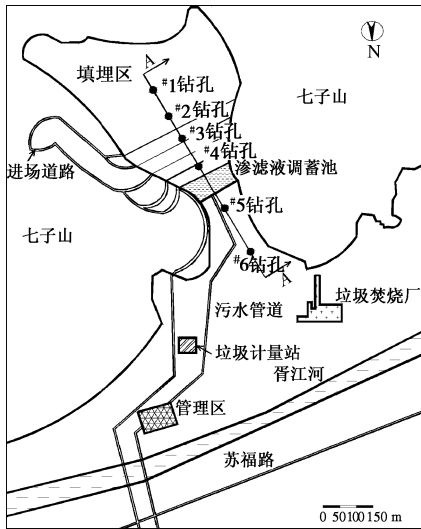 A
N
填埋区
#1钻孔
七子山
#2钻孔
#3钻孔
#4钻孔
进场道路
渗滤液调蓄池
#5钻孔
七子山
#6钻孔
A
垃圾焚烧厂
污水管道
垃圾计量站
胥江河
管理区
苏福路
0 50100150 m